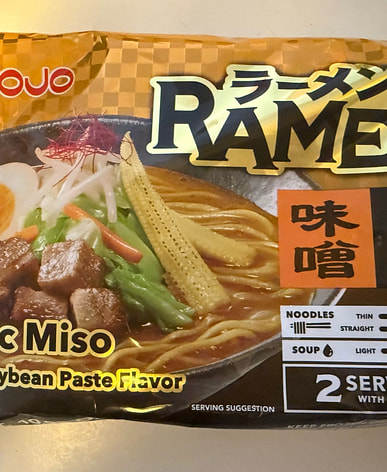 OJO
ラーメン
RAME
味噌
NOODLES
THIN
STRAIGHT
SOUP
LIGHT
c Miso
ybean Paste Flavor
2 SER
WITH
SERVING SUGGESTION